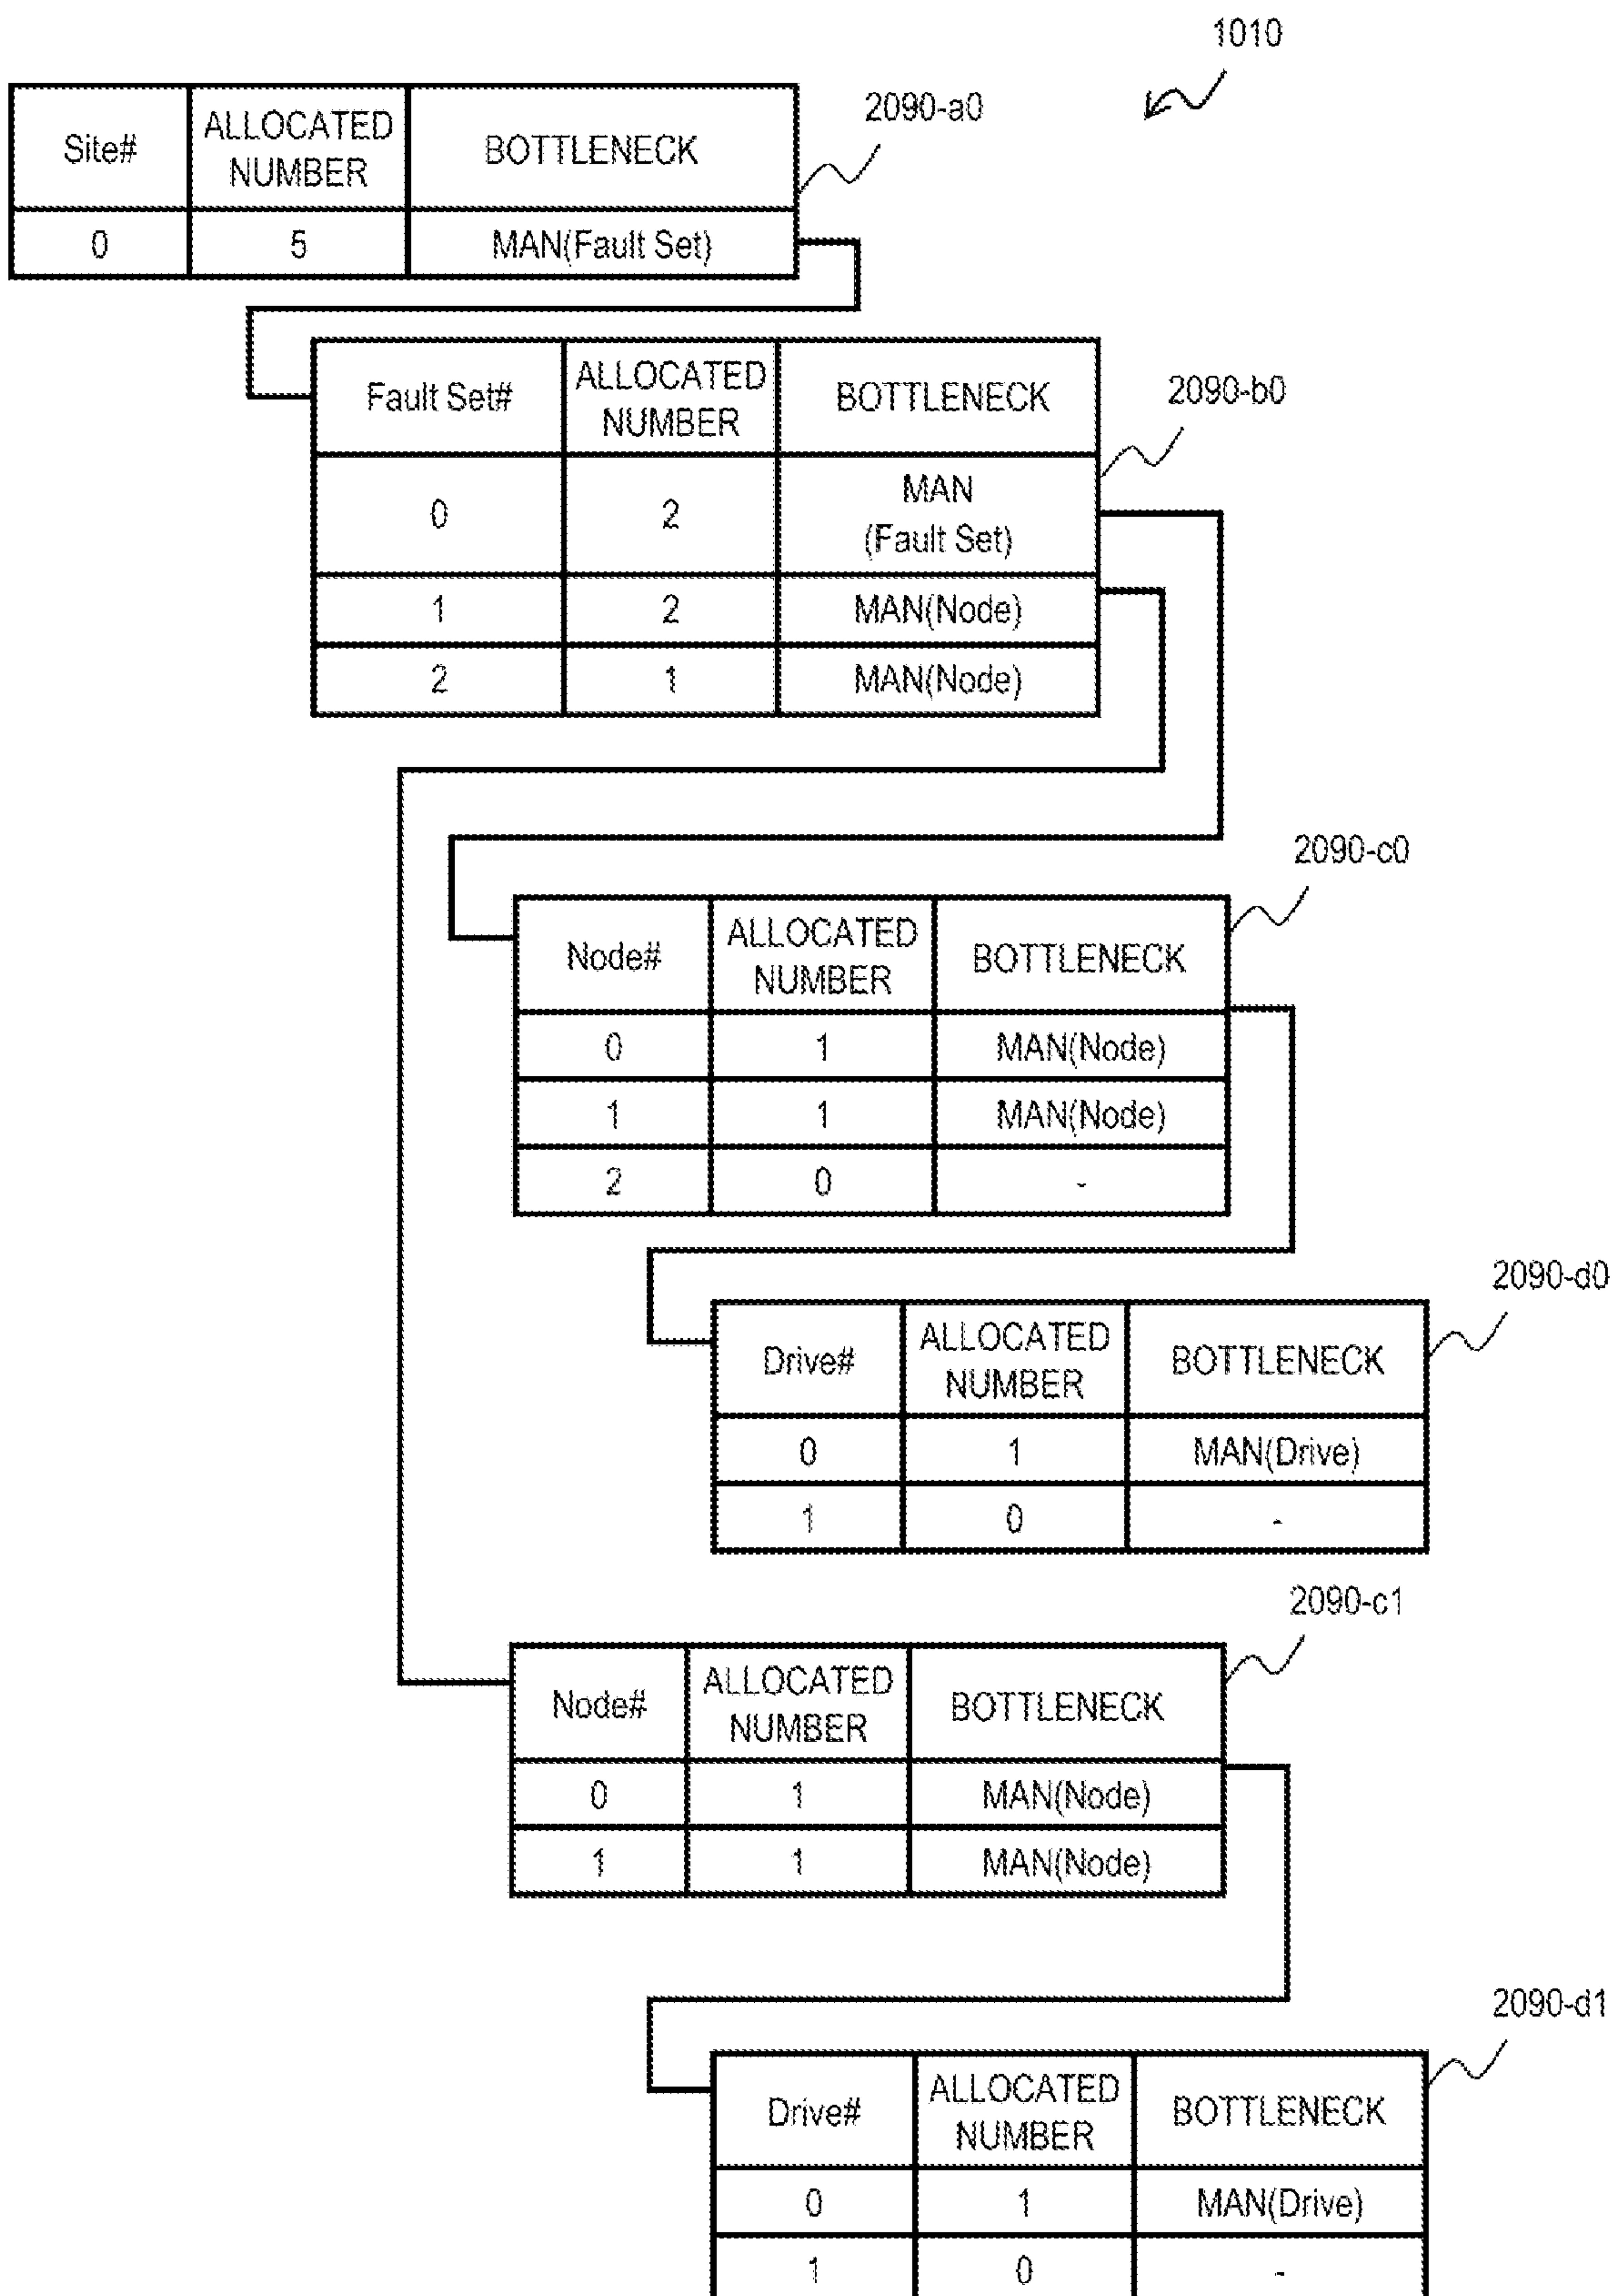 1010
2090-a0
Site# ALLOCATED NUMBER BOTTLENECK
0 5 MAN(Fault Set)
2090-b0
Fault Set# ALLOCATED NUMBER BOTTLENECK
0 2 MAN (Fault Set)
1 2 MAN(Node)
2 1 MAN(Node)
2090-c0
Node# ALLOCATED NUMBER BOTTLENECK
0 1 MAN(Node)
1 1 MAN(Node)
2 0 -
2090-d0
Drive# ALLOCATED NUMBER BOTTLENECK
0 1 MAN(Drive)
1 0 -
2090-c1
Node# ALLOCATED NUMBER BOTTLENECK
0 1 MAN(Node)
1 1 MAN(Node)
2090-d1
Drive# ALLOCATED NUMBER BOTTLENECK
0 1 MAN(Drive)
1 0 -